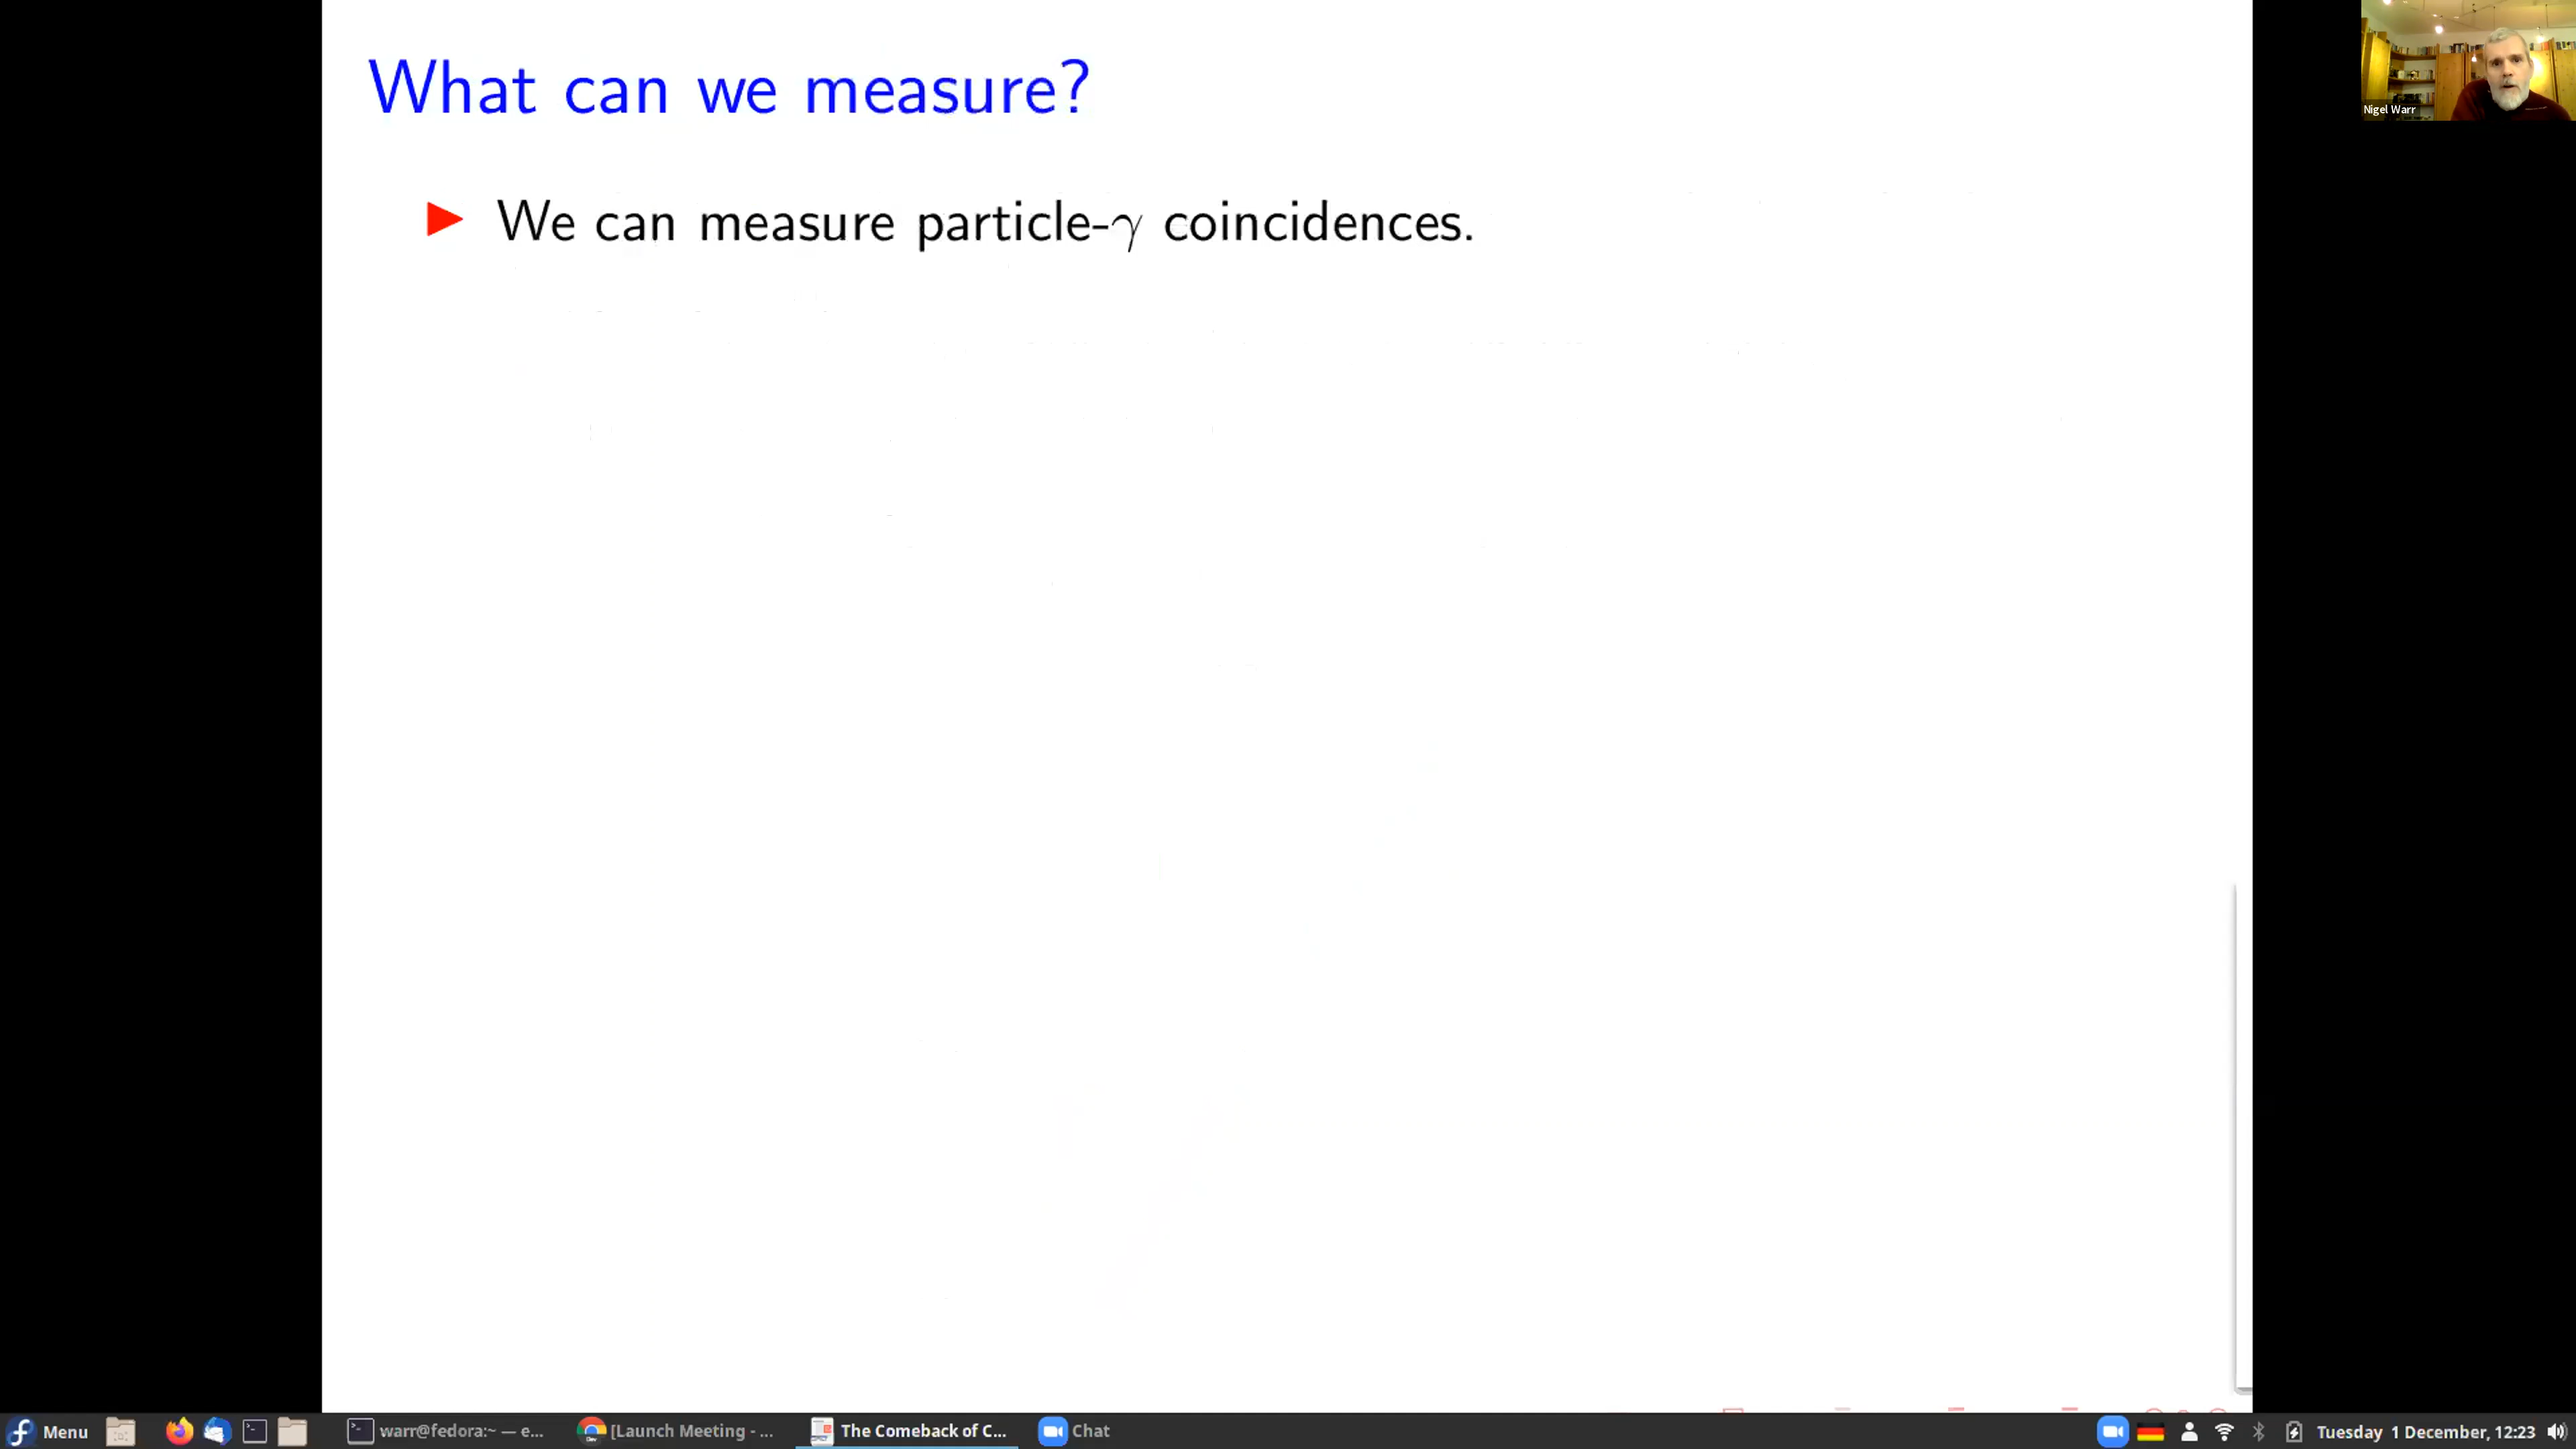 What can we measure?
Nigel Warr
▶ We can measure particle-γ coincidences.
Menu
warr@fedora:~ — e...
[Launch Meeting - ...
The Comeback of C...
Chat
Tuesday 1 December, 12:23